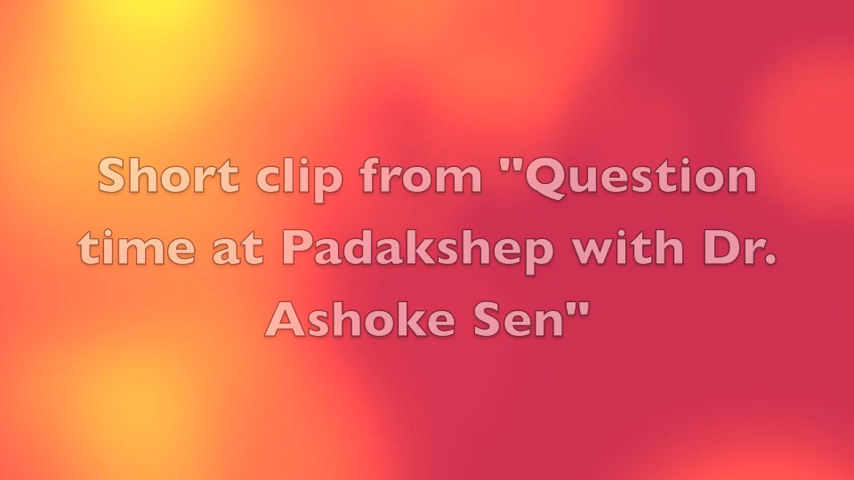 Short clip from "Question
time at Padakshep with Dr.
Ashoke Sen"